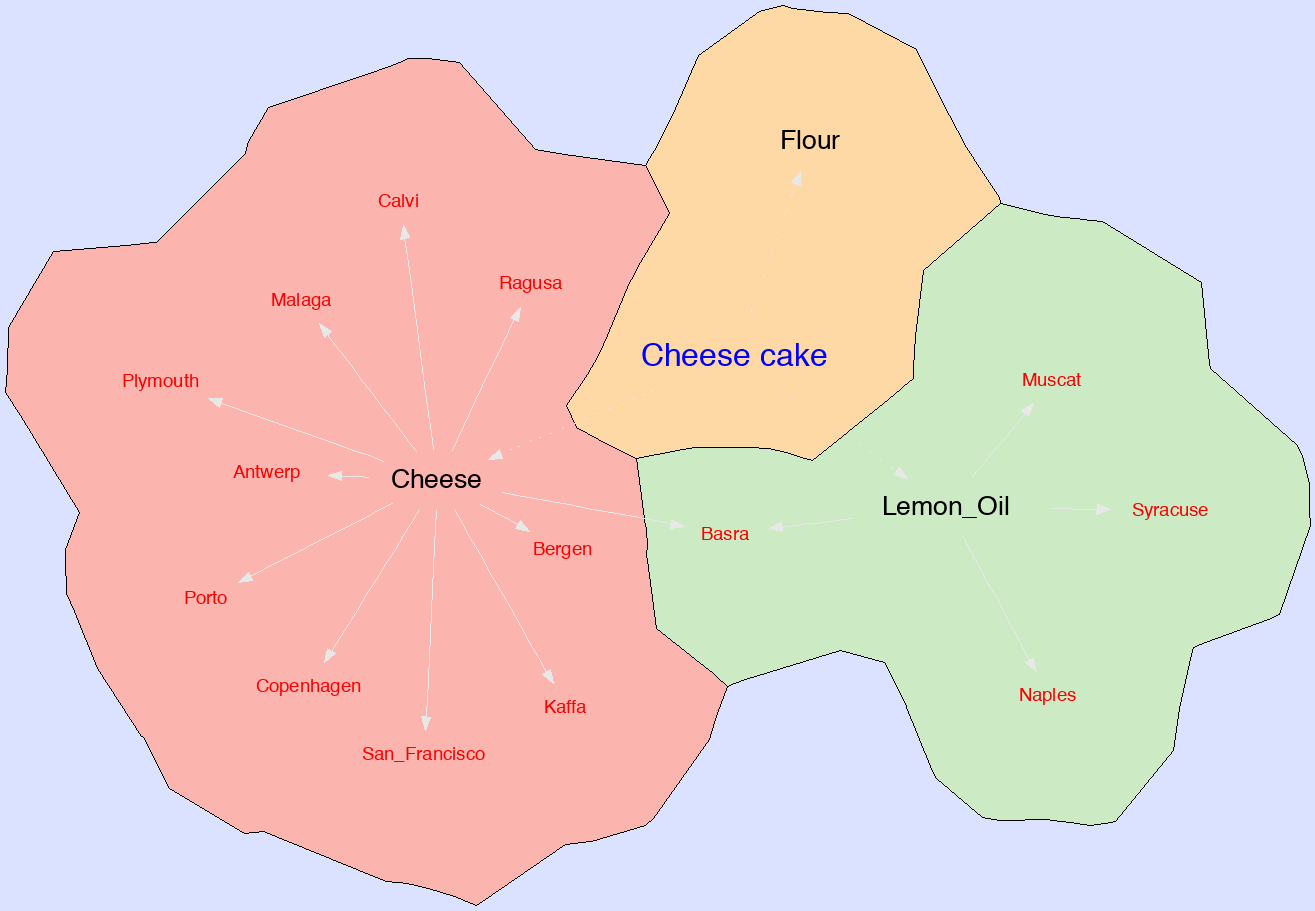 Flour
Calvi
Ragusa
Malaga
Cheese cake
Plymouth
Muscat
Antwerp
Cheese
Lemon_Oil
Syracuse
Basra
Bergen
Porto
Copenhagen
Naples
Kaffa
San_Francisco